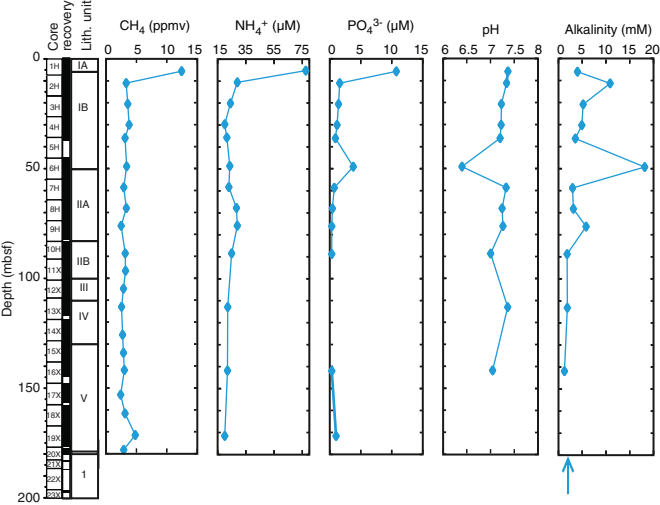 Core
recovery
Lith. unit
CH₄ (ppmv)
NH₄⁺ (µM)
PO₄³⁻ (µM)
pH
Alkalinity (mM)
0 5 10 15
15 35 55 75
0 5 10 15
6 6.5 7 7.5 8
0 5 10 15 20
Depth (mbsf)
0
50
100
150
200
1H
2H
3H
4H
5H
6H
7H
8H
9H
10H
11X
12X
13X
14X
15X
16X
17X
18X
19X
20X
21X
22X
23X
IA
IB
IIA
IIB
III
IV
V
1